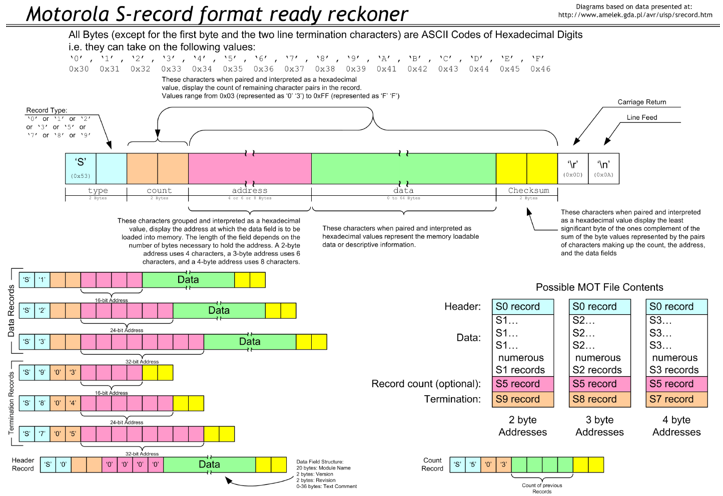 Motorola S-record format ready reckoner
Diagrams based on data presented at:
http://www.amelek.gda.pl/avr/uisp/srecord.htm
All Bytes (except for the first byte and the two line termination characters) are ASCII Codes of Hexadecimal Digits
i.e. they can take on the following values:
'0' , '1' , '2' , '3' , '4' , '5' , '6' , '7' , '8' , '9' , 'A' , 'B' , 'C' , 'D' , 'E' , 'F'
0x30 0x31 0x32 0x33 0x34 0x35 0x36 0x37 0x38 0x39 0x41 0x42 0x43 0x44 0x45 0x46
These characters when paired and interpreted as a hexadecimal
value, display the count of remaining character pairs in the record.
Values range from 0x03 (represented as '0' '3') to 0xFF (represented as 'F' 'F')
Record Type:
'0' or '1' or '2'
or '3' or '5' or
'7' or '8' or '9'
Carriage Return
Line Feed
'S'
(0x53)
'\r'
(0x0D)
'\n'
(0x0A)
type
2 Bytes
count
2 Bytes
address
4 or 6 or 8 Bytes
data
0 to 64 Bytes
Checksum
2 Bytes
These characters grouped and interpreted as a hexadecimal
value, display the address at which the data field is to be
loaded into memory. The length of the field depends on the
number of bytes necessary to hold the address. A 2-byte
address uses 4 characters, a 3-byte address uses 6
characters, and a 4-byte address uses 8 characters.
These characters when paired and interpreted as
hexadecimal values represent the memory loadable
data or descriptive information.
These characters when paired and interpreted
as hexadecimal value display the least
significant byte of the ones complement of the
sum of the byte values represented by the pairs
of characters making up the count, the address,
and the data fields
Data Records
'S' '1' Data
16-bit Address
'S' '2' Data
24-bit Address
'S' '3' Data
32-bit Address
Termination Records
'S' '9' '0' '3'
16-bit Address
'S' '8' '0' '4'
24-bit Address
'S' '7' '0' '5'
32-bit Address
Header
Record
'S' '0' '0' '0' '0' '0' Data
Data Field Structure:
20 bytes: Module Name
2 bytes: Version
2 bytes: Revision
0-36 bytes: Text Comment
Possible MOT File Contents
Header: S0 record S0 record S0 record
S1... S2... S3...
Data: S1... S2... S3...
S1... S2... S3...
numerous numerous numerous
S1 records S2 records S3 records
Record count (optional): S5 record S5 record S5 record
Termination: S9 record S8 record S7 record
2 byte
Addresses
3 byte
Addresses
4 byte
Addresses
Count
Record
'S' '5' '0' '3'
Count of previous
Records